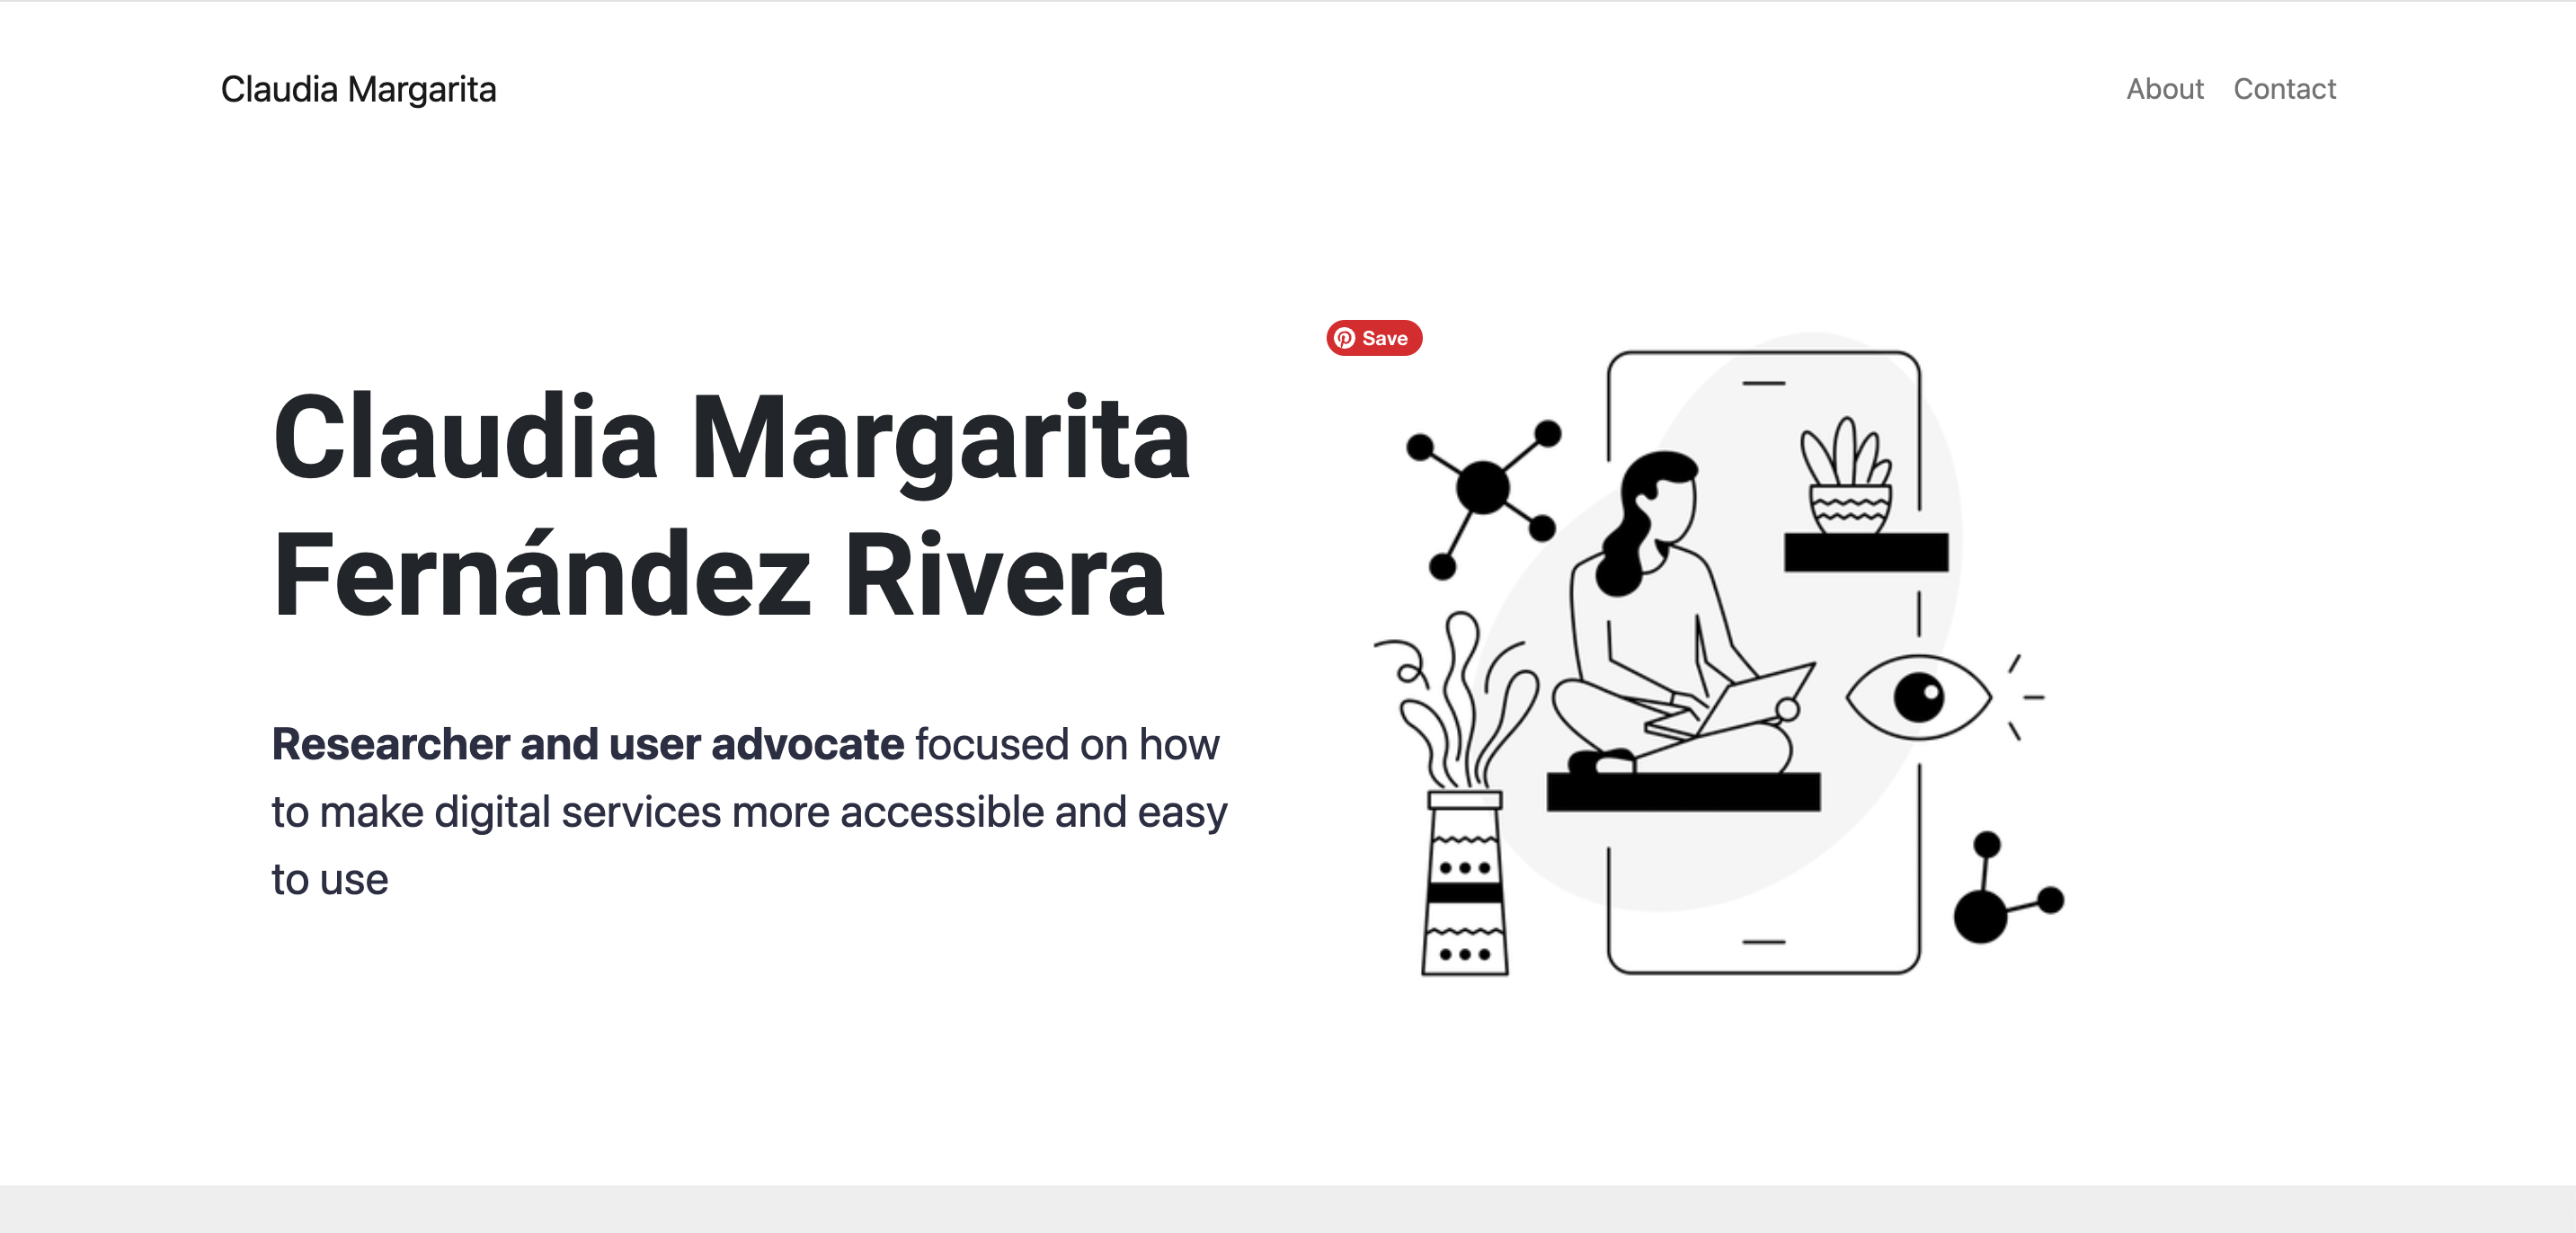 Claudia Margarita
About Contact
Save
Claudia Margarita
Fernández Rivera
Researcher and user advocate focused on how
to make digital services more accessible and easy
to use